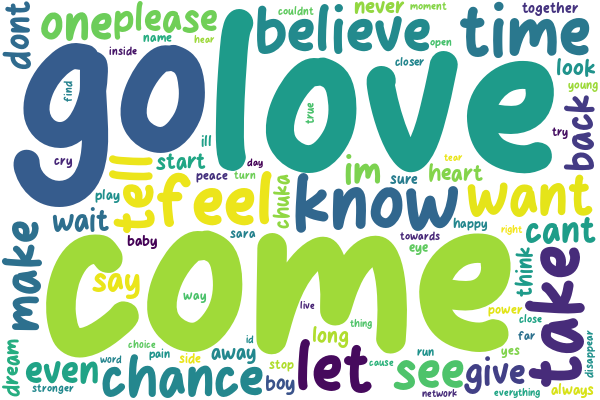 dont
one
please
never
moment
together
couldnt
name
hear
inside
believe
time
open
closer
look
young
go
love
find
true
back
try
cry
ill
day
tear
tell
start
peace
turn
im
sure
heart
play
feel
chuka
know
want
wait
baby
sara
happy
right
cant
towards
eye
make
come
say
way
think
take
live
power
thing
close
long
far
id
choice
word
pain
side
away
stop
cause
run
yes
disappear
dream
even
stronger
chance
boy
let
see
network
give
everything
always